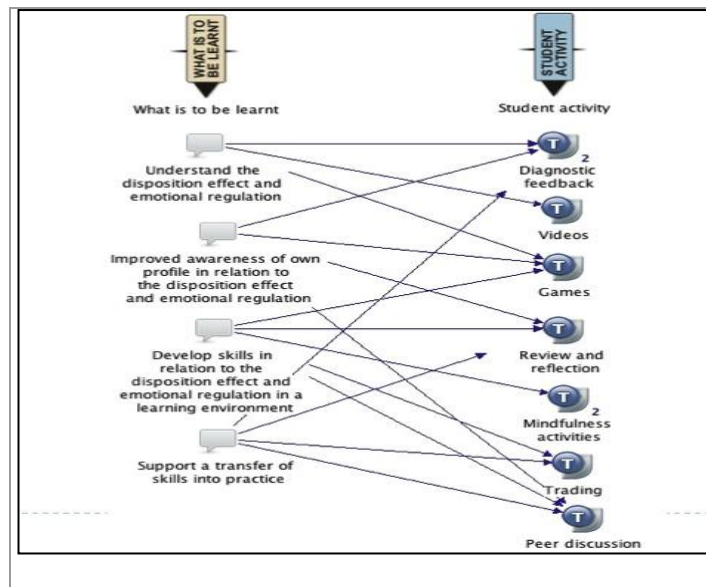 WHAT IS TO
BE LEARNT
STUDENT
ACTIVITY
What is to be learnt
Student activity
Understand the
disposition effect and
emotional regulation
Improved awareness of own
profile in relation to
the disposition effect
and emotional regulation
Develop skills in
relation to the
disposition effect and
emotional regulation in a
learning environment
Support a transfer of
skills into practice
T
2
Diagnostic
feedback
T
Videos
T
Games
T
Review and
reflection
T
2
Mindfulness
activities
T
Trading
T
Peer discussion